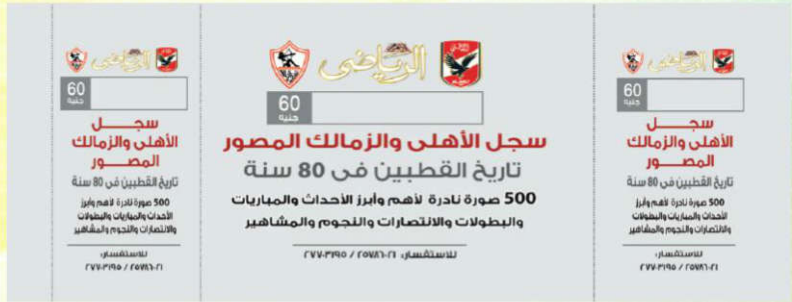 الرياضى
60
جنيه
سجل
الأهلى والزمالك
المصور
تاريخ القطبين فى 80 سنة
500 صورة نادرة لأهم وأبرز
الأحداث والمباريات والبطولات
والانتصارات والنجوم والمشاهير
للاستفسار:
٢٥٧٨٦٠٢١ / ٢٧٧٠٣١٩٥
الرياضى
60
جنيه
سجل الأهلى والزمالك المصور
تاريخ القطبين فى 80 سنة
500 صورة نادرة لأهم وأبرز الأحداث والمباريات
والبطولات والانتصارات والنجوم والمشاهير
للاستفسار: ٢٥٧٨٦٠٢١ / ٢٧٧٠٣١٩٥
الرياضى
60
جنيه
سجل
الأهلى والزمالك
المصور
تاريخ القطبين فى 80 سنة
500 صورة نادرة لأهم وأبرز
الأحداث والمباريات والبطولات
والانتصارات والنجوم والمشاهير
للاستفسار:
٢٥٧٨٦٠٢١ / ٢٧٧٠٣١٩٥